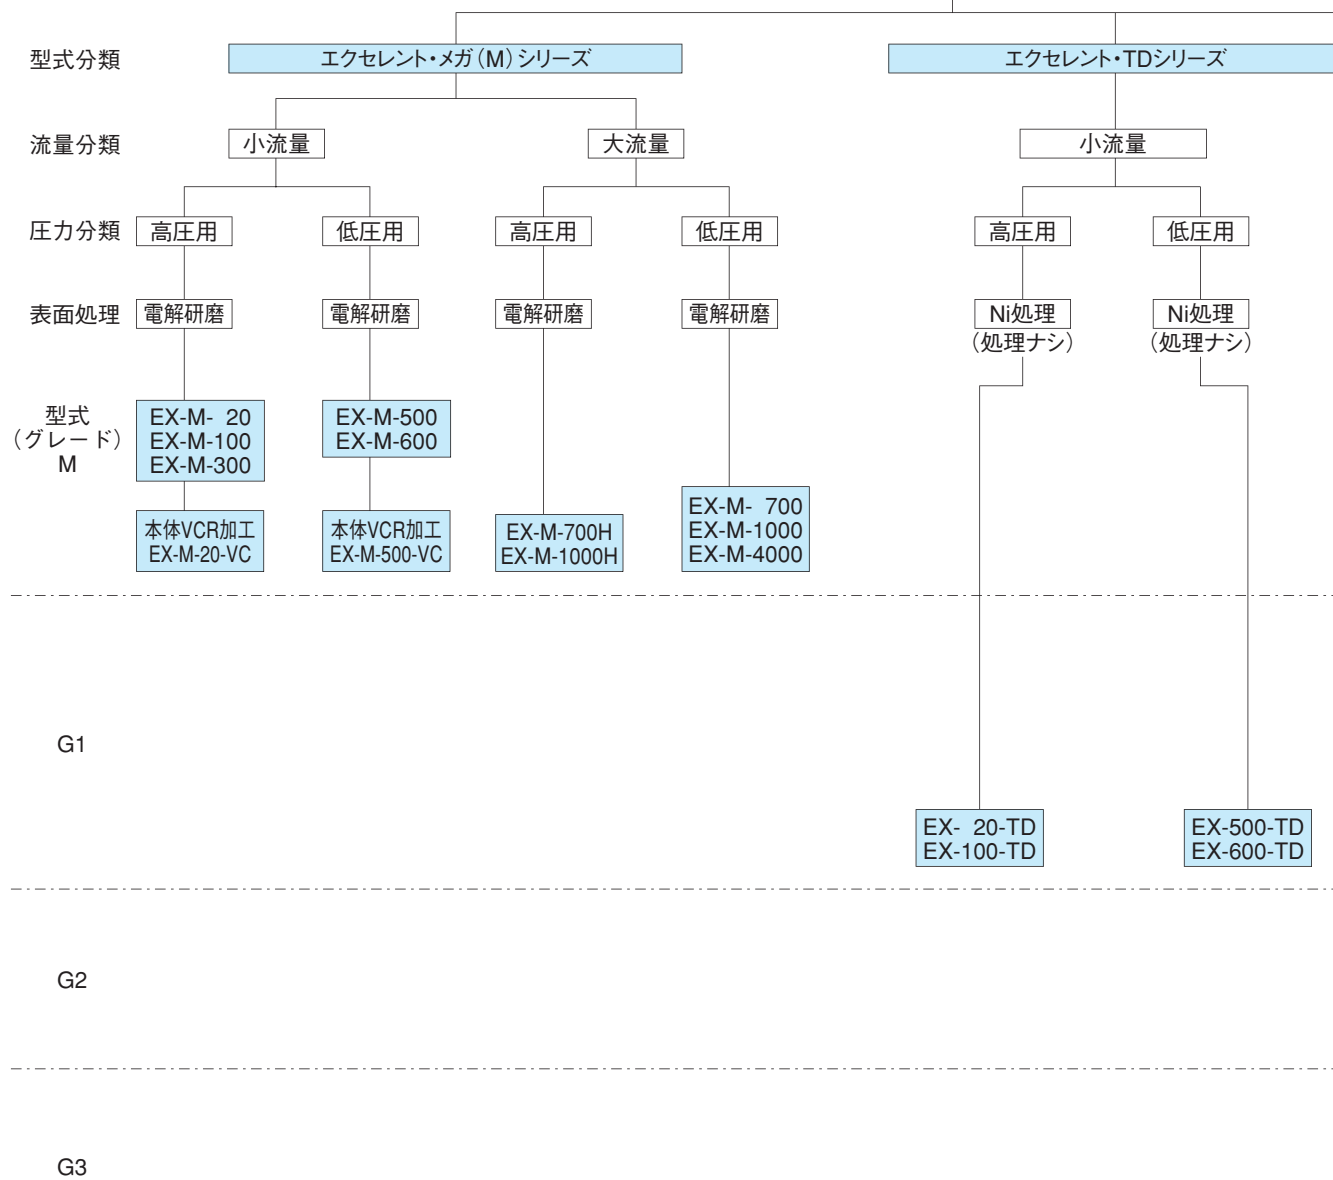 型式分類
エクセレント・メガ（M）シリーズ
エクセレント・TDシリーズ
流量分類
小流量
大流量
小流量
圧力分類
高圧用
低圧用
高圧用
低圧用
高圧用
低圧用
表面処理
電解研磨
電解研磨
電解研磨
電解研磨
Ni処理
（処理ナシ）
Ni処理
（処理ナシ）
型式
（グレード）
M
EX-M- 20
EX-M-100
EX-M-300
EX-M-500
EX-M-600
本体VCR加工
EX-M-20-VC
本体VCR加工
EX-M-500-VC
EX-M-700H
EX-M-1000H
EX-M- 700
EX-M-1000
EX-M-4000
G1
EX- 20-TD
EX-100-TD
EX-500-TD
EX-600-TD
G2
G3